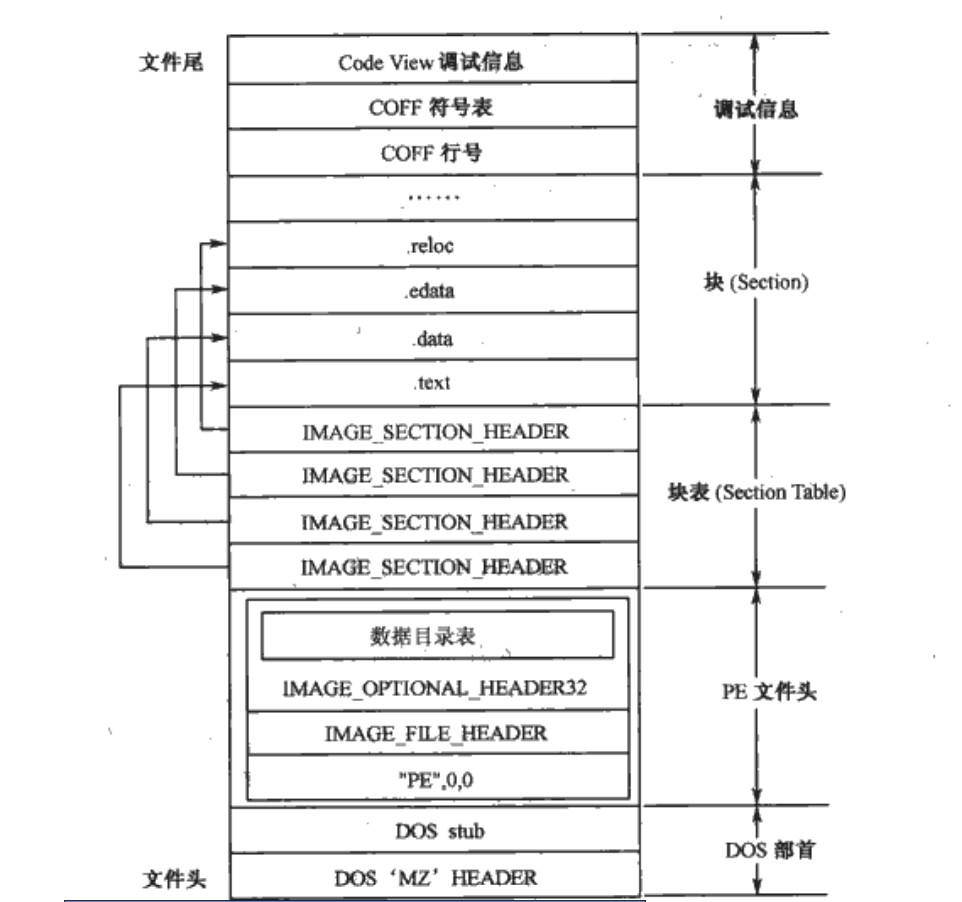 文件尾
Code View 调试信息
COFF 符号表
调试信息
COFF 行号
······
.reloc
块 (Section)
.edata
.data
.text
IMAGE_SECTION_HEADER
IMAGE_SECTION_HEADER
块表 (Section Table)
IMAGE_SECTION_HEADER
IMAGE_SECTION_HEADER
数据目录表
IMAGE_OPTIONAL_HEADER32
PE 文件头
IMAGE_FILE_HEADER
"PE",0,0
DOS stub
DOS 部首
文件头
DOS ‘MZ’ HEADER